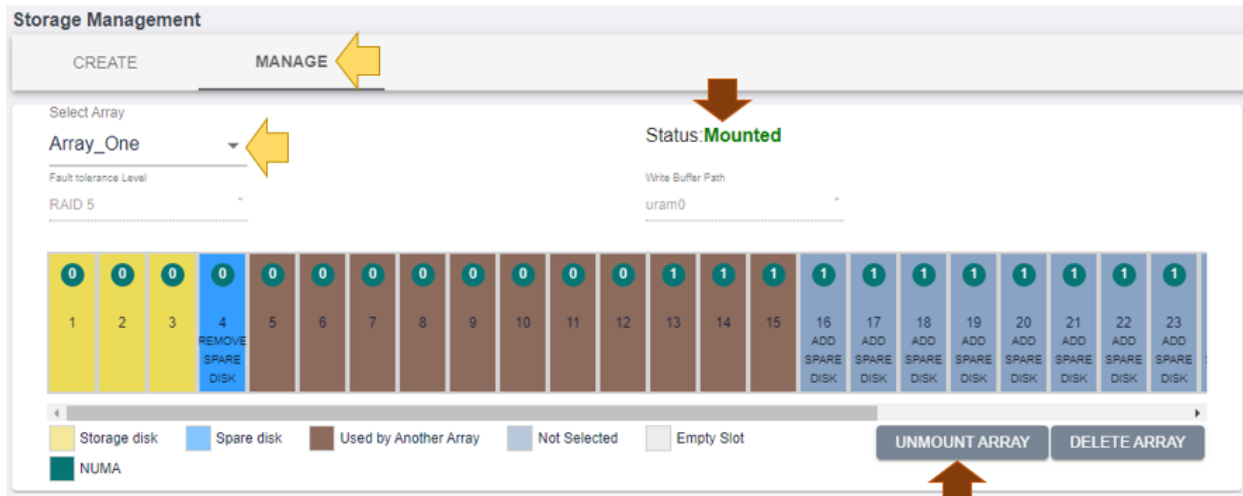 Storage Management
CREATE MANAGE
Select Array
Array_One
Status:Mounted
Fault tolerance Level
Write Buffer Path
RAID 5
uram0
0 0 0 0 0 0 0 0 0 0 0 0 1 1 1 1 1 1 1 1 1 1 1
1 2 3 4 5 6 7 8 9 10 11 12 13 14 15 16 17 18 19 20 21 22 23
REMOVE ADD ADD ADD ADD ADD ADD ADD ADD
SPARE SPARE SPARE SPARE SPARE SPARE SPARE SPARE SPARE
DISK DISK DISK DISK DISK DISK DISK DISK DISK
Storage disk Spare disk Used by Another Array Not Selected Empty Slot UNMOUNT ARRAY DELETE ARRAY
NUMA